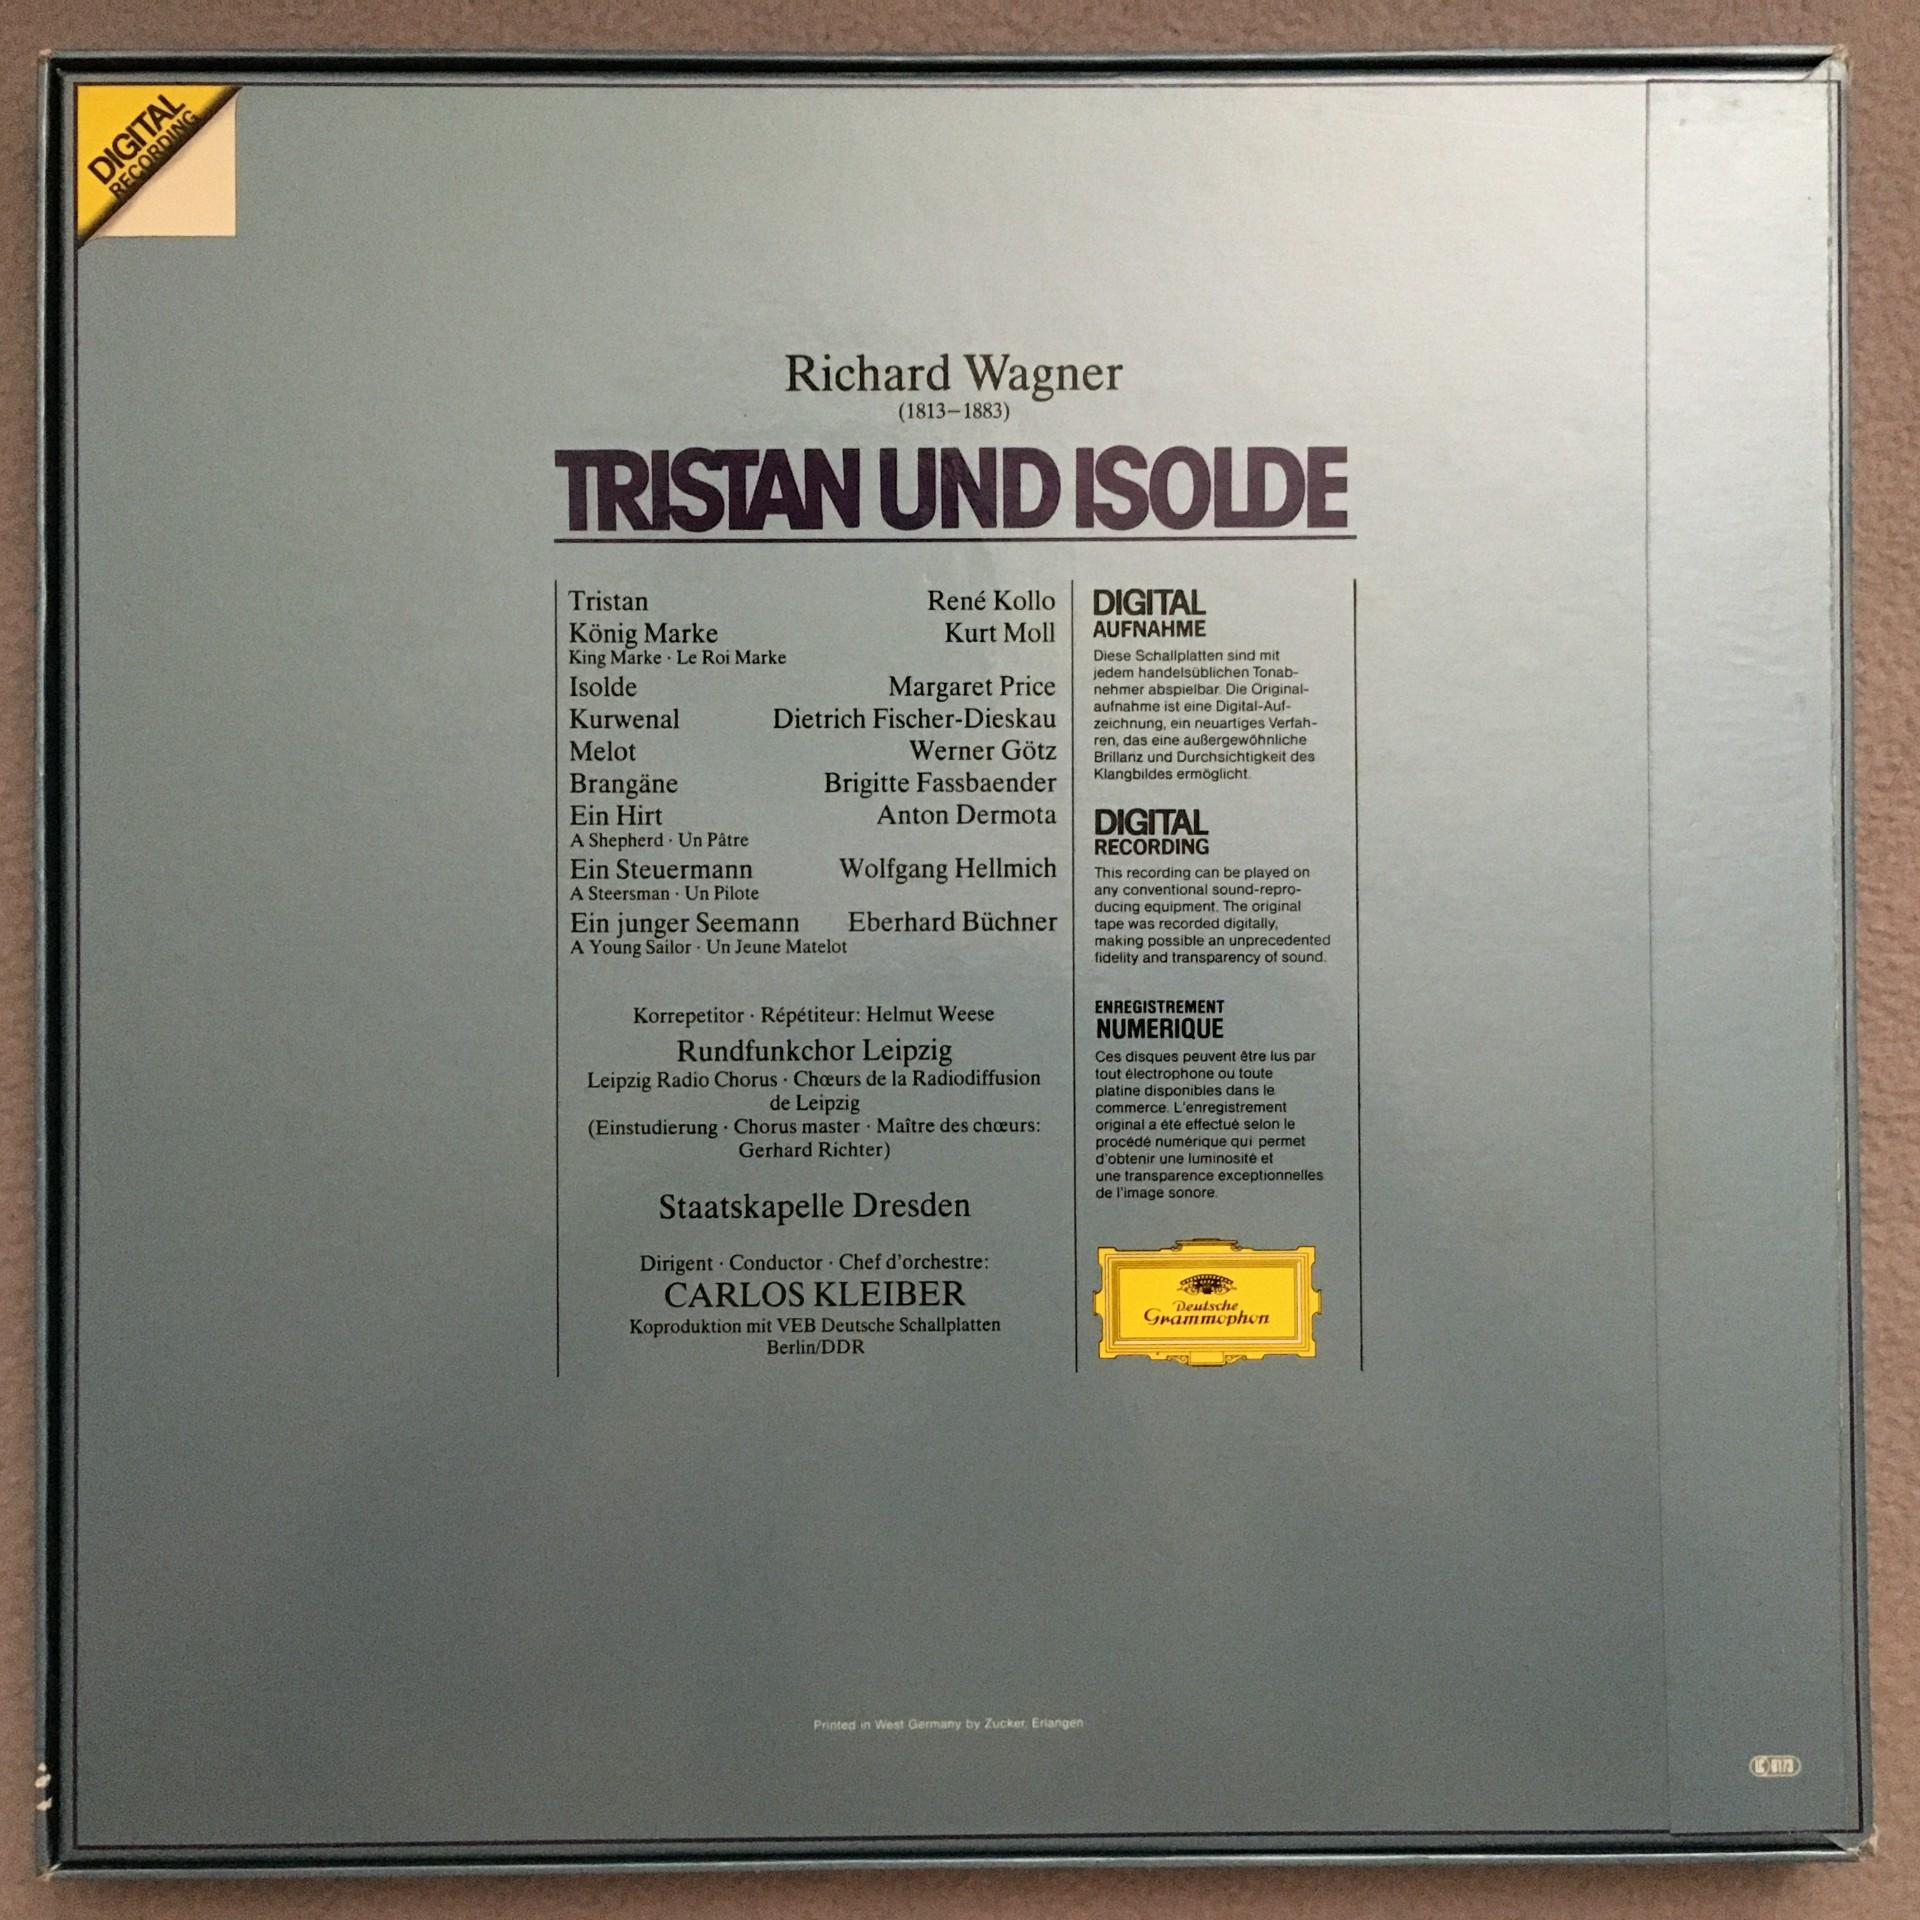 DIGITAL
RECORDING
Richard Wagner
(1813–1883)
TRISTAN UND ISOLDE
Tristan René Kollo
König Marke Kurt Moll
King Marke · Le Roi Marke
Isolde Margaret Price
Kurwenal Dietrich Fischer-Dieskau
Melot Werner Götz
Brangäne Brigitte Fassbaender
Ein Hirt Anton Dermota
A Shepherd · Un Pâtre
Ein Steuermann Wolfgang Hellmich
A Steersman · Un Pilote
Ein junger Seemann Eberhard Büchner
A Young Sailor · Un Jeune Matelot
Korrepetitor · Répétiteur: Helmut Weese
Rundfunkchor Leipzig
Leipzig Radio Chorus · Chœurs de la Radiodiffusion
de Leipzig
(Einstudierung · Chorus master · Maître des chœurs:
Gerhard Richter)
Staatskapelle Dresden
Dirigent · Conductor · Chef d'orchestre:
CARLOS KLEIBER
Koproduktion mit VEB Deutsche Schallplatten
Berlin/DDR
DIGITAL
AUFNAHME
Diese Schallplatten sind mit
jedem handelsüblichen Tonab-
nehmer abspielbar. Die Original-
aufnahme ist eine Digital-Auf-
zeichnung, ein neuartiges Verfah-
ren, das eine außergewöhnliche
Brillanz und Durchsichtigkeit des
Klangbildes ermöglicht.
DIGITAL
RECORDING
This recording can be played on
any conventional sound-repro-
ducing equipment. The original
tape was recorded digitally,
making possible an unprecedented
fidelity and transparency of sound.
ENREGISTREMENT
NUMERIQUE
Ces disques peuvent être lus par
tout électrophone ou toute
platine disponibles dans le
commerce. L'enregistrement
original a été effectué selon le
procédé numérique qui permet
d'obtenir une luminosité et
une transparence exceptionnelles
de l'image sonore.
Deutsche
Grammophon
Printed in West Germany by Zucker, Erlangen
LC 0173